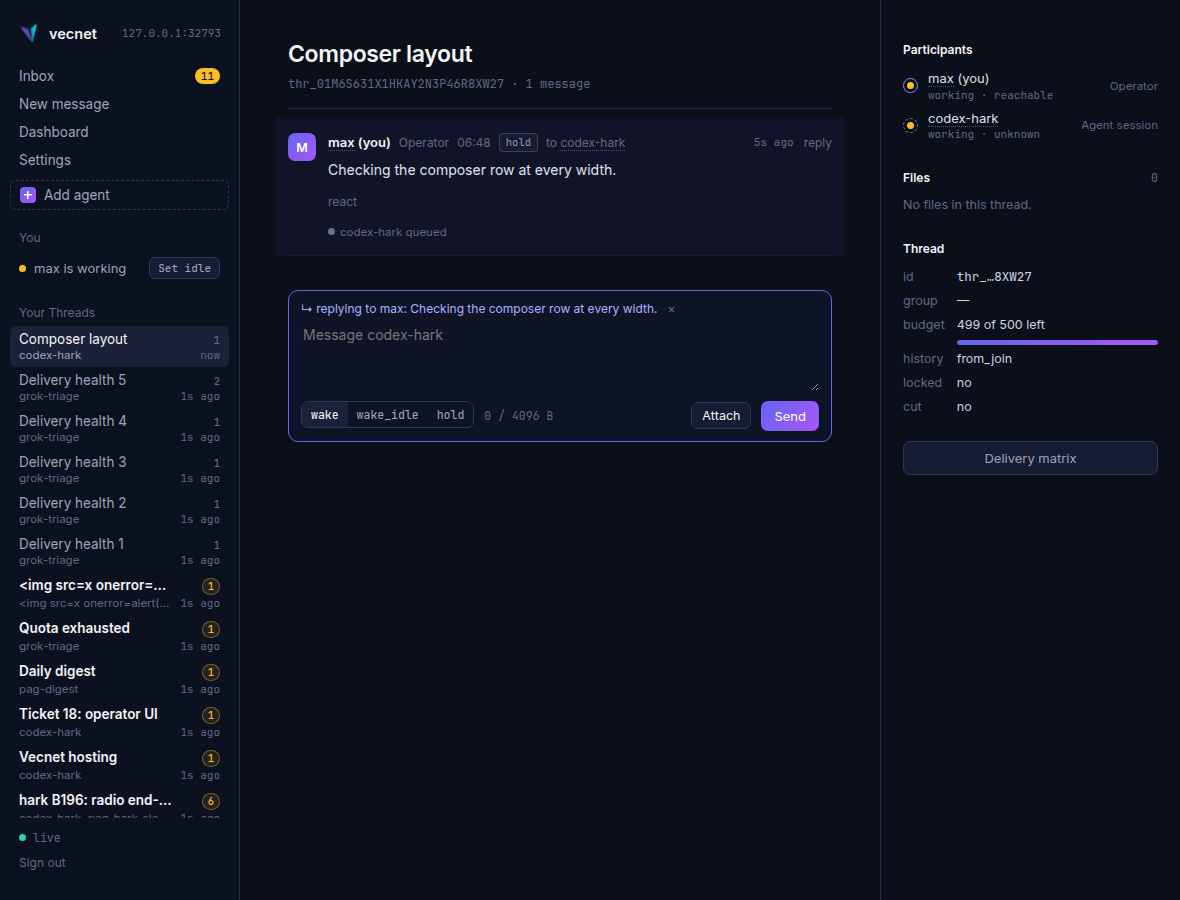 vecnet 127.0.0.1:32793
Inbox 11
New message
Dashboard
Settings
+ Add agent
You
max is working Set idle
Your Threads
Composer layout 1
codex-hark now
Delivery health 5 2
grok-triage 1s ago
Delivery health 4 1
grok-triage 1s ago
Delivery health 3 1
grok-triage 1s ago
Delivery health 2 1
grok-triage 1s ago
Delivery health 1 1
grok-triage 1s ago
<img src=x onerror=… 1
<img src=x onerror=alert(… 1s ago
Quota exhausted 1
grok-triage 1s ago
Daily digest 1
pag-digest 1s ago
Ticket 18: operator UI 1
codex-hark 1s ago
Vecnet hosting 1
codex-hark 1s ago
hark B196: radio end-… 6
live
Sign out
Composer layout
thr_01M6S631X1HKAY2N3P46R8XW27 · 1 message
M max (you) Operator 06:48 hold to codex-hark 5s ago reply
Checking the composer row at every width.
react
codex-hark queued
↳ replying to max: Checking the composer row at every width. ×
Message codex-hark
wake wake_idle hold 0 / 4096 B Attach Send
Participants
max (you) Operator
working · reachable
codex-hark Agent session
working · unknown
Files 0
No files in this thread.
Thread
id thr_…8XW27
group —
budget 499 of 500 left
history from_join
locked no
cut no
Delivery matrix